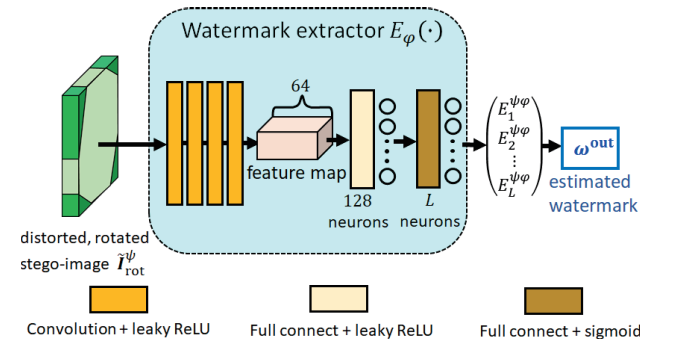 Watermark extractor E_φ(·)
64
feature map
128
neurons
L
neurons
E_1^{ψφ}
E_2^{ψφ}
⋮
E_L^{ψφ}
ω^out
estimated
watermark
distorted, rotated
stego-image Ĩ_rot^ψ
Convolution + leaky ReLU
Full connect + leaky ReLU
Full connect + sigmoid